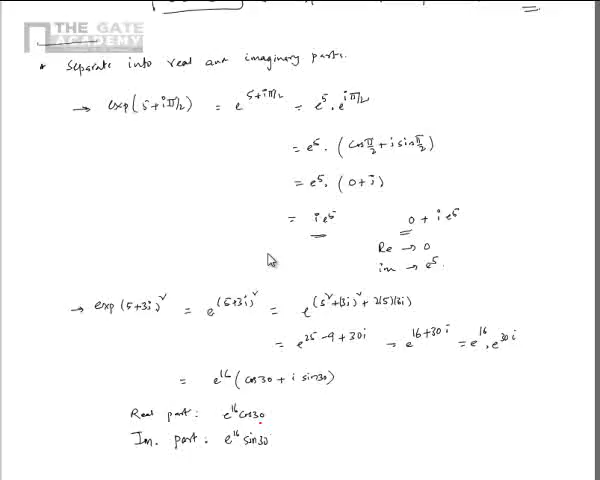 THE GATE
ACADEMY
* Separate into real and imaginary parts.
→ exp(5+iπ/2) = e^(5+iπ/2) = e^5 . e^(iπ/2)
= e^5 . (cos π/2 + i sin π/2)
= e^5 . (0+i)
= ie^5 0 + ie^5
Re → 0
im → e^5.
→ exp(5+3i)^2 = e^(5+3i)^2 = e^(5^2+(3i)^2+2(5)(3i))
= e^(25-9+30i) → e^(16+30i) = e^16 . e^(30i)
= e^16 (cos30 + i sin30)
Real part: e^16 cos30
Im. part: e^16 sin30